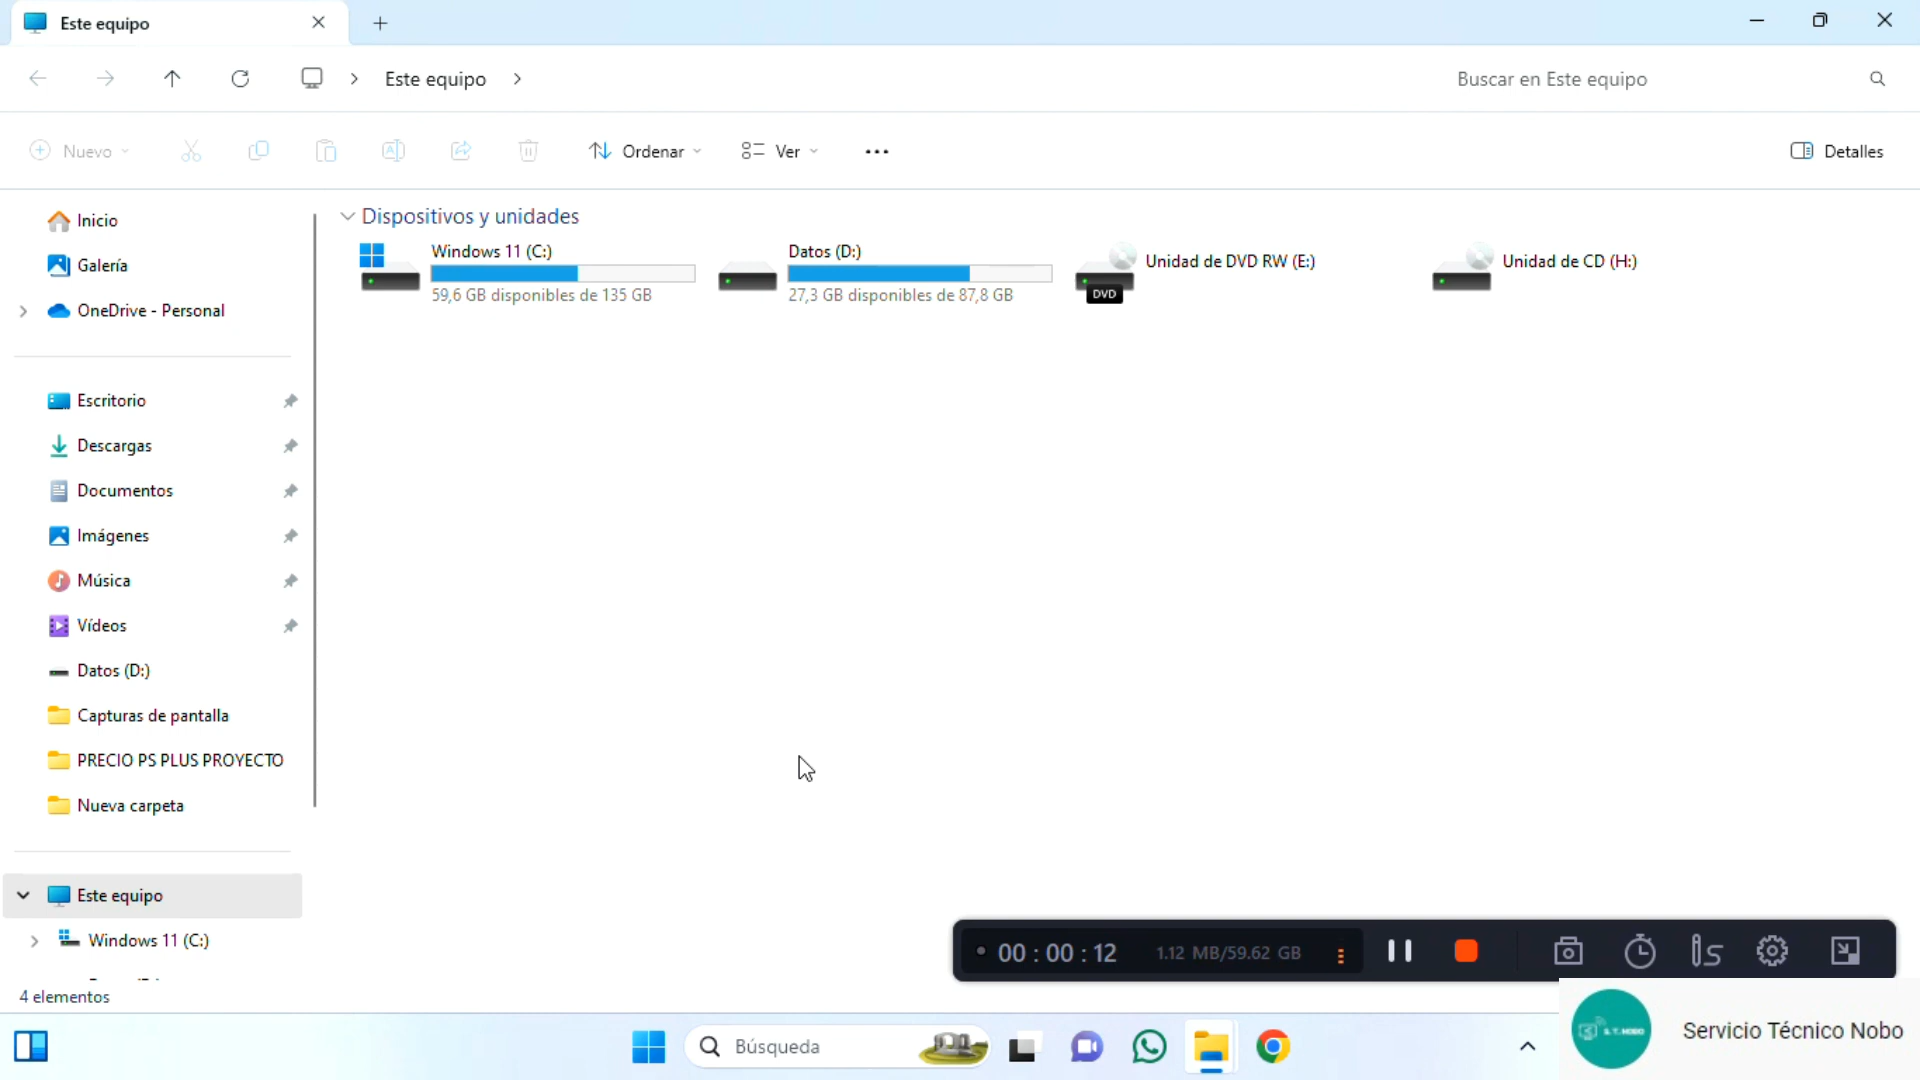 Este equipo
Este equipo
Buscar en Este equipo
Nuevo
Ordenar
Ver
Detalles
Inicio
Galería
OneDrive - Personal
Escritorio
Descargas
Documentos
Imágenes
Música
Vídeos
Datos (D:)
Capturas de pantalla
PRECIO PS PLUS PROYECTO
Nueva carpeta
Este equipo
Windows 11 (C:)
Dispositivos y unidades
Windows 11 (C:)
59,6 GB disponibles de 135 GB
Datos (D:)
27,3 GB disponibles de 87,8 GB
DVD
Unidad de DVD RW (E:)
Unidad de CD (H:)
00 : 00 : 12
1.12 MB/59.62 GB
4 elementos
Búsqueda
S. T. NOBO
Servicio Técnico Nobo